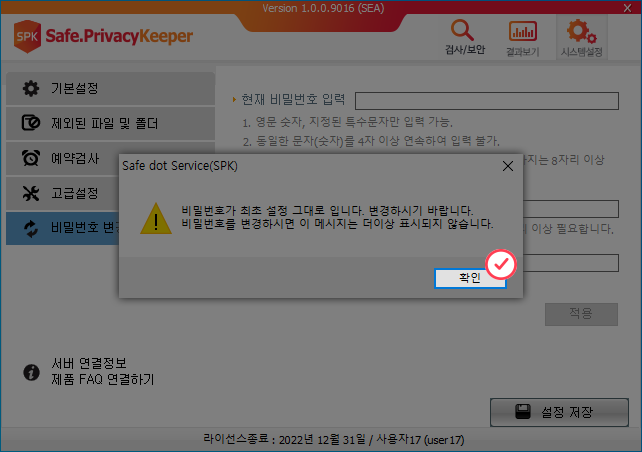 Version 1.0.0.9016 (SEA)
X
SPK Safe.PrivacyKeeper
검사/보안 결과보기 시스템설정
기본설정
제외된 파일 및 폴더
예약검사
고급설정
비밀번호 변경
현재 비밀번호 입력
1. 영문 숫자, 지정된 특수문자만 입력 가능.
2. 동일한 문자(숫자)를 4자 이상 연속하여 입력 불가.
지는 8자리 이상
Safe dot Service(SPK)
비밀번호가 최초 설정 그대로 입니다. 변경하시기 바랍니다.
비밀번호를 변경하시면 이 메시지는 더이상 표시되지 않습니다.
확인
이상 필요합니다.
적용
서버 연결정보
제품 FAQ 연결하기
설정 저장
라이선스종료 : 2022년 12월 31일 / 사용자17 (user17)